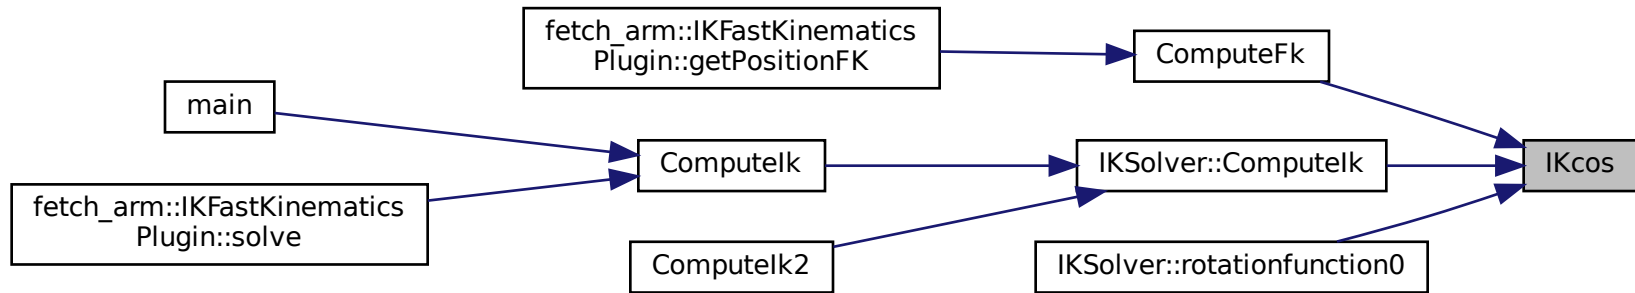 fetch_arm::IKFastKinematics
Plugin::getPositionFK
ComputeFk
main
ComputeIk
IKSolver::ComputeIk
IKcos
fetch_arm::IKFastKinematics
Plugin::solve
ComputeIk2
IKSolver::rotationfunction0